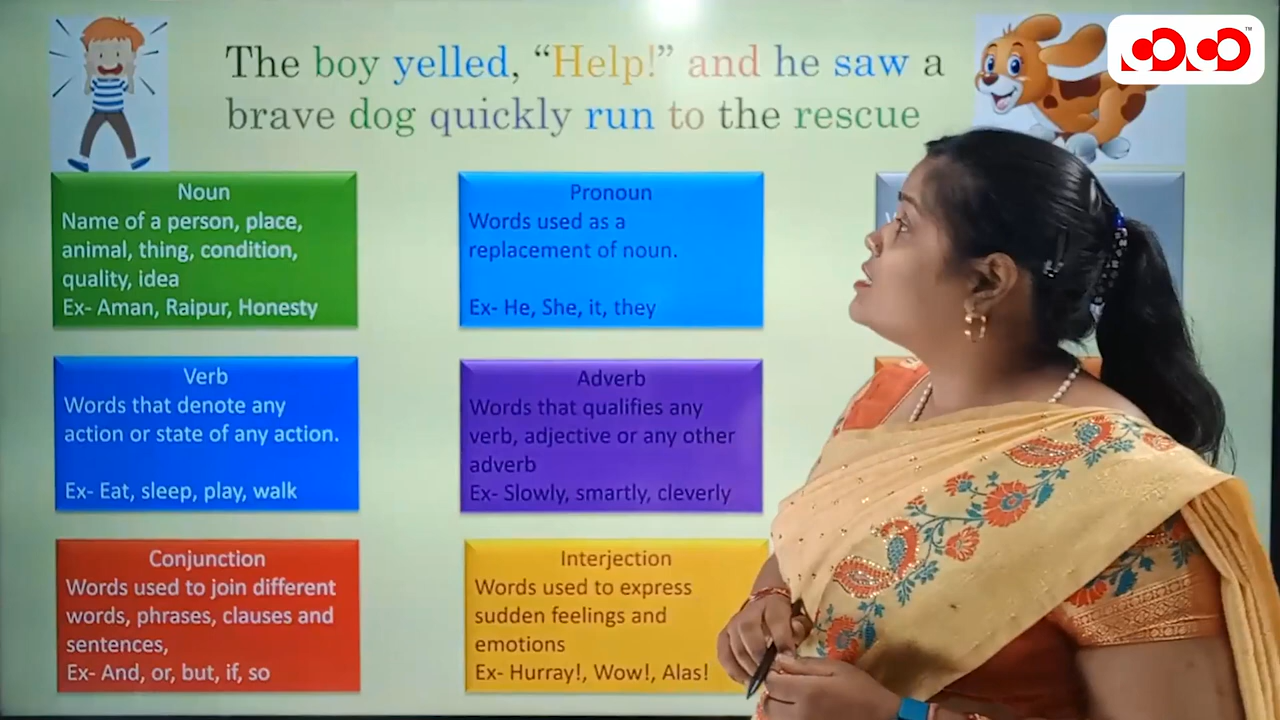 The boy yelled, “Help!” and he saw a
brave dog quickly run to the rescue
Noun
Name of a person, place,
animal, thing, condition,
quality, idea
Ex- Aman, Raipur, Honesty
Pronoun
Words used as a
replacement of noun.
Ex- He, She, it, they
Verb
Words that denote any
action or state of any action.
Ex- Eat, sleep, play, walk
Adverb
Words that qualifies any
verb, adjective or any other
adverb
Ex- Slowly, smartly, cleverly
Conjunction
Words used to join different
words, phrases, clauses and
sentences,
Ex- And, or, but, if, so
Interjection
Words used to express
sudden feelings and
emotions
Ex- Hurray!, Wow!, Alas!